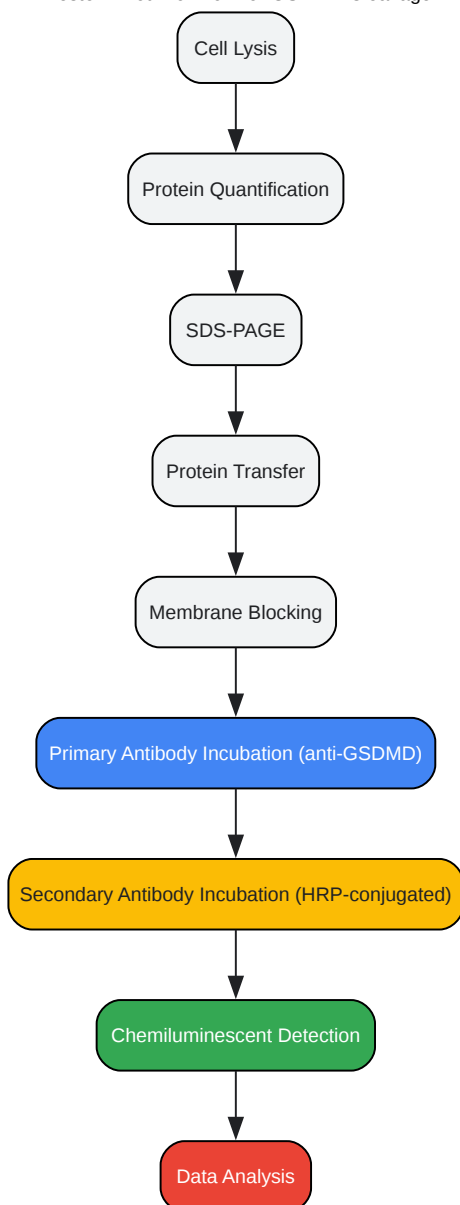 Cell Lysis
Protein Quantification
SDS-PAGE
Protein Transfer
Membrane Blocking
Primary Antibody Incubation (anti-GSDMD)
Secondary Antibody Incubation (HRP-conjugated)
Chemiluminescent Detection
Data Analysis